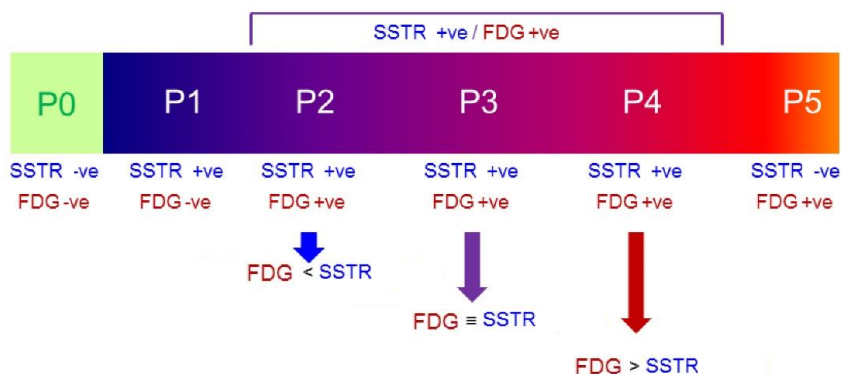 SSTR +ve / FDG +ve
P0 P1 P2 P3 P4 P5
SSTR -ve SSTR +ve SSTR +ve SSTR +ve SSTR +ve SSTR -ve
FDG -ve FDG -ve FDG +ve FDG +ve FDG +ve FDG +ve
FDG < SSTR
FDG ≡ SSTR
FDG > SSTR